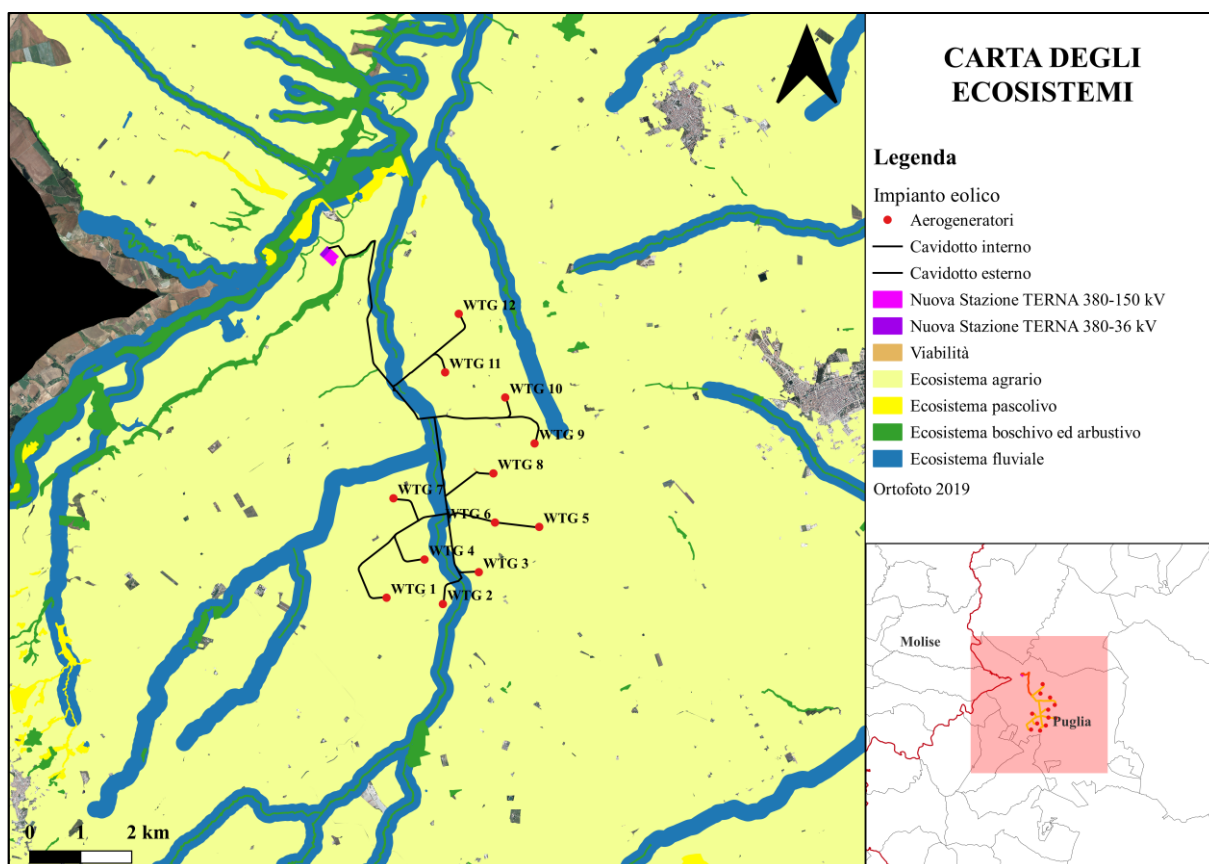 CARTA DEGLI
ECOSISTEMI
Legenda
Impianto eolico
Aerogeneratori
Cavidotto interno
Cavidotto esterno
Nuova Stazione TERNA 380-150 kV
Nuova Stazione TERNA 380-36 kV
Viabilità
Ecosistema agrario
Ecosistema pascolivo
Ecosistema boschivo ed arbustivo
Ecosistema fluviale
Ortofoto 2019
WTG 12
WTG 11
WTG 10
WTG 9
WTG 8
WTG 7
WTG 6
WTG 5
WTG 4
WTG 3
WTG 1
WTG 2
0 1 2 km
Molise
Puglia